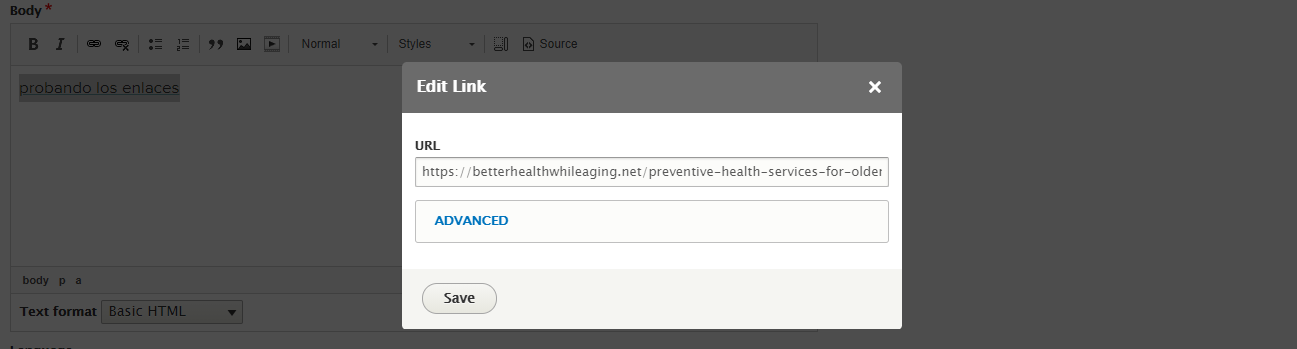 Body *
B I Normal Styles Source
probando los enlaces
Edit Link
URL
https://betterhealthwhileaging.net/preventive-health-services-for-older
ADVANCED
body p a
Save
Text format Basic HTML
Language